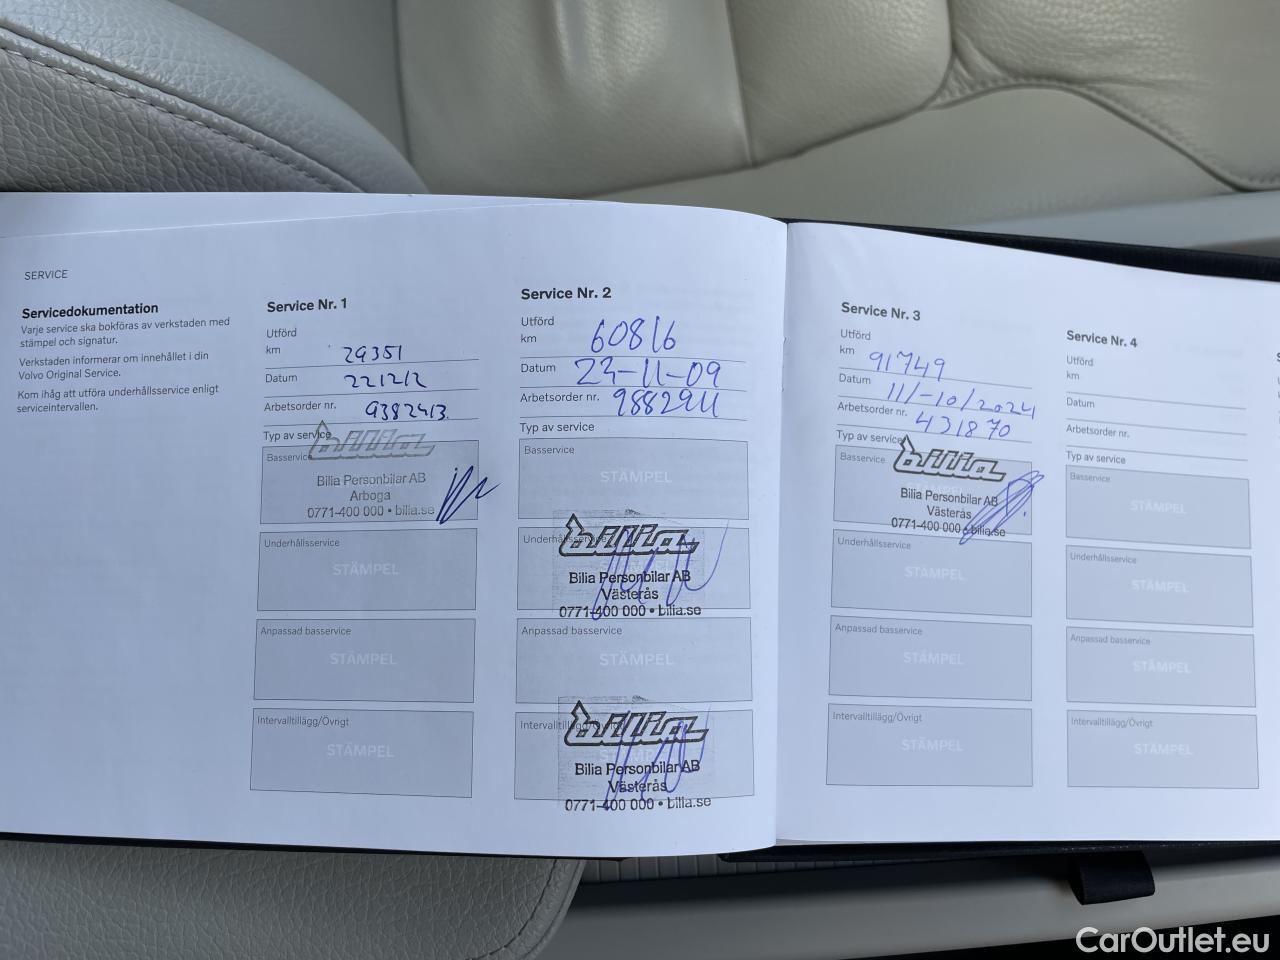 SERVICE
Servicedokumentation
Varje service ska bokföras av verkstaden med
stämpel och signatur.
Verkstaden informerar om innehållet i din
Volvo Original Service.
Kom ihåg att utföra underhållsservice enligt
serviceintervallen.
Service Nr. 1
Utförd
km 29351
Datum 221212
Arbetsorder nr. 9382413
Typ av service
Basservice
bilia
Bilia Personbilar AB
Arboga
0771-400 000 • bilia.se
Underhållsservice
STÄMPEL
Anpassad basservice
STÄMPEL
Intervalltillägg/Övrigt
STÄMPEL
Service Nr. 2
Utförd
km 60816
Datum 23-11-09
Arbetsorder nr. 9882911
Typ av service
Basservice
STÄMPEL
Underhållsservice
bilia
Bilia Personbilar AB
Västerås
0771-400 000 • bilia.se
Anpassad basservice
STÄMPEL
Intervalltillägg/Övrigt
bilia
Bilia Personbilar AB
Västerås
0771-400 000 • bilia.se
Service Nr. 3
Utförd
km 91749
Datum 11/-10/2024
Arbetsorder nr. 431870
Typ av service
Basservice
bilia
Bilia Personbilar AB
Västerås
0771-400 000 • bilia.se
Underhållsservice
STÄMPEL
Anpassad basservice
STÄMPEL
Intervalltillägg/Övrigt
STÄMPEL
Service Nr. 4
Utförd
km
Datum
Arbetsorder nr.
Typ av service
Basservice
STÄMPEL
Underhållsservice
STÄMPEL
Anpassad basservice
STÄMPEL
Intervalltillägg/Övrigt
STÄMPEL
CarOutlet.eu